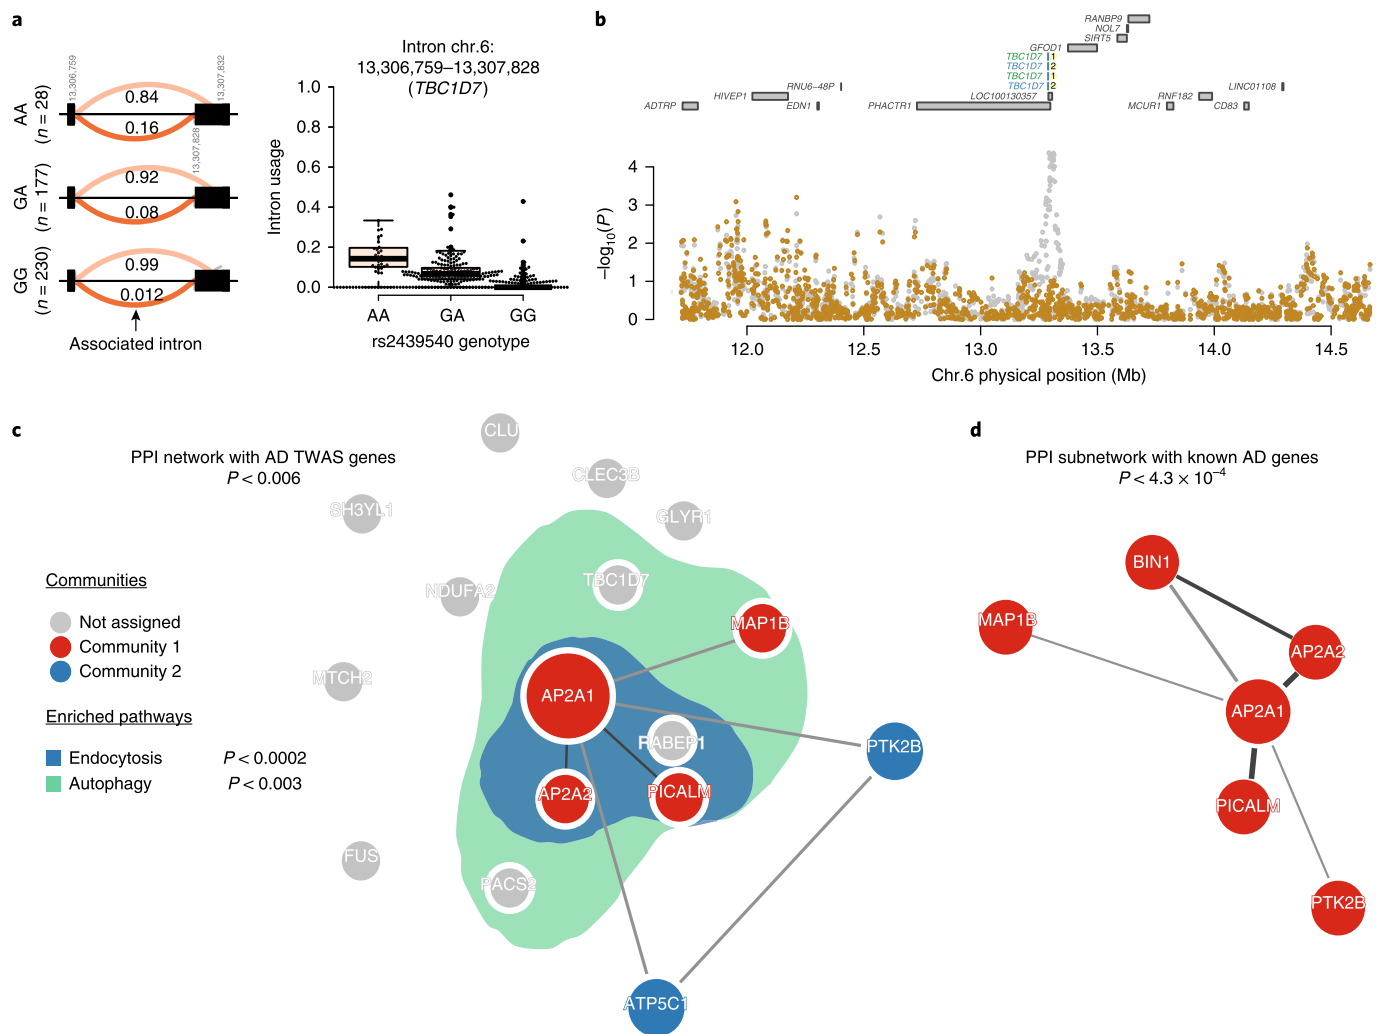 a
13,306,759
13,307,832
AA
(n = 28)
0.84
0.16
13,307,828
GA
(n = 177)
0.92
0.08
GG
(n = 230)
0.99
0.012
Associated intron
Intron chr.6:
13,306,759–13,307,828
(TBC1D7)
Intron usage
1.0
0.8
0.6
0.4
0.2
0.0
AA GA GG
rs2439540 genotype
b
RANBP9
NOL7
SIRT5
GFOD1
TBC1D7 1
TBC1D7 2
TBC1D7 1
TBC1D7 2
RNU6–48P
LINC01108
HIVEP1
LOC100130357
RNF182
ADTRP
EDN1
PHACTR1
MCUR1
CD83
–log10(P)
4
3
2
1
0
12.0 12.5 13.0 13.5 14.0 14.5
Chr.6 physical position (Mb)
c
PPI network with AD TWAS genes
P < 0.006
CLU
CLEC3B
SH3YL1
GLYR1
NDUFA2
TBC1D7
MAP1B
MTCH2
AP2A1
RABEP1
PTK2B
AP2A2
PICALM
FUS
PACS2
ATP5C1
Communities
Not assigned
Community 1
Community 2
Enriched pathways
Endocytosis P < 0.0002
Autophagy P < 0.003
d
PPI subnetwork with known AD genes
P < 4.3 × 10–4
BIN1
MAP1B
AP2A2
AP2A1
PICALM
PTK2B